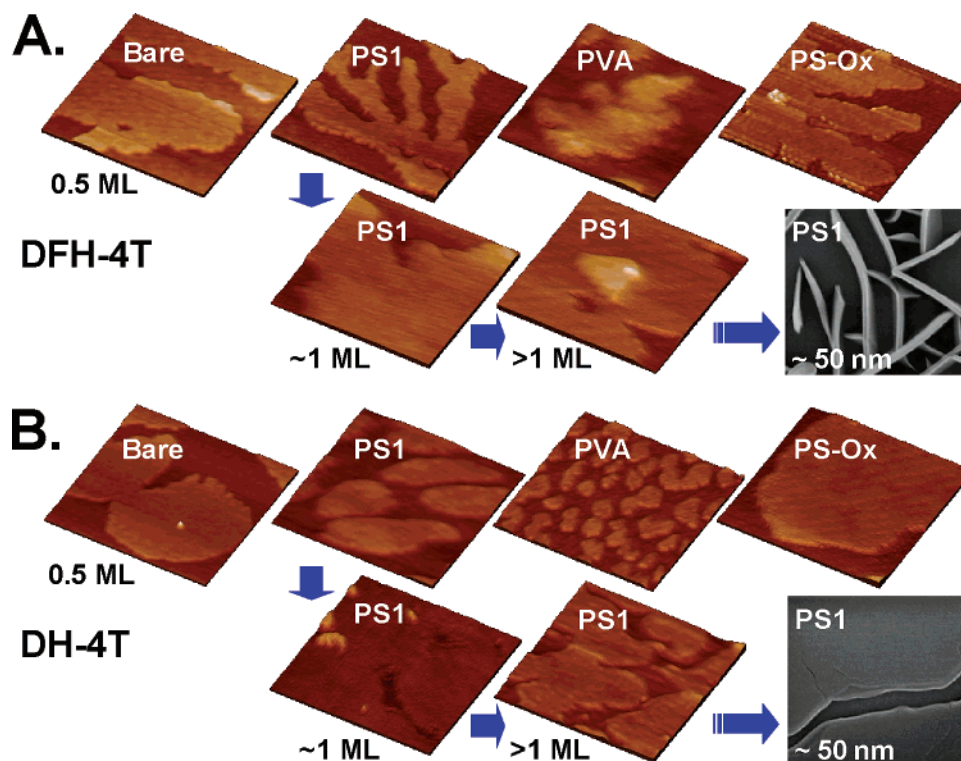 A.
Bare
PS1
PVA
PS-Ox
0.5 ML
DFH-4T
PS1
PS1
PS1
~1 ML
>1 ML
~ 50 nm
B.
Bare
PS1
PVA
PS-Ox
0.5 ML
DH-4T
PS1
PS1
PS1
~1 ML
>1 ML
~ 50 nm